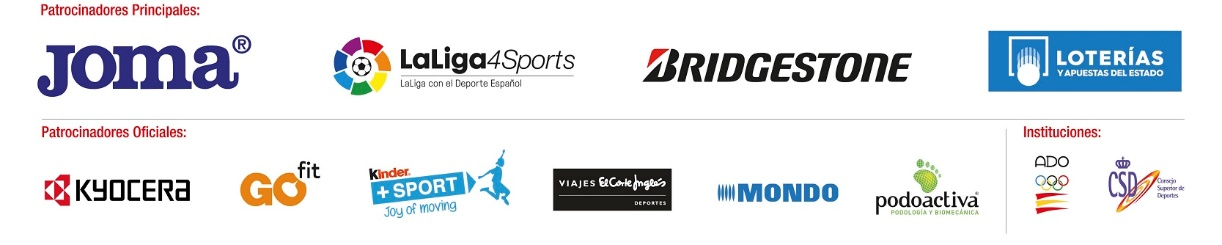 Patrocinadores Principales:
JOMA®
LaLiga4Sports
LaLiga con el Deporte Español
BRIDGESTONE
LOTERÍAS
Y APUESTAS DEL ESTADO
Patrocinadores Oficiales:
KYOCERA
GO fit
Kinder
+ SPORT
Joy of moving
VIAJES El Corte Inglés
DEPORTES
MONDO
podoactiva
PODOLOGÍA Y BIOMECÁNICA
Instituciones:
ADO
CSD
Consejo
Superior de
Deportes